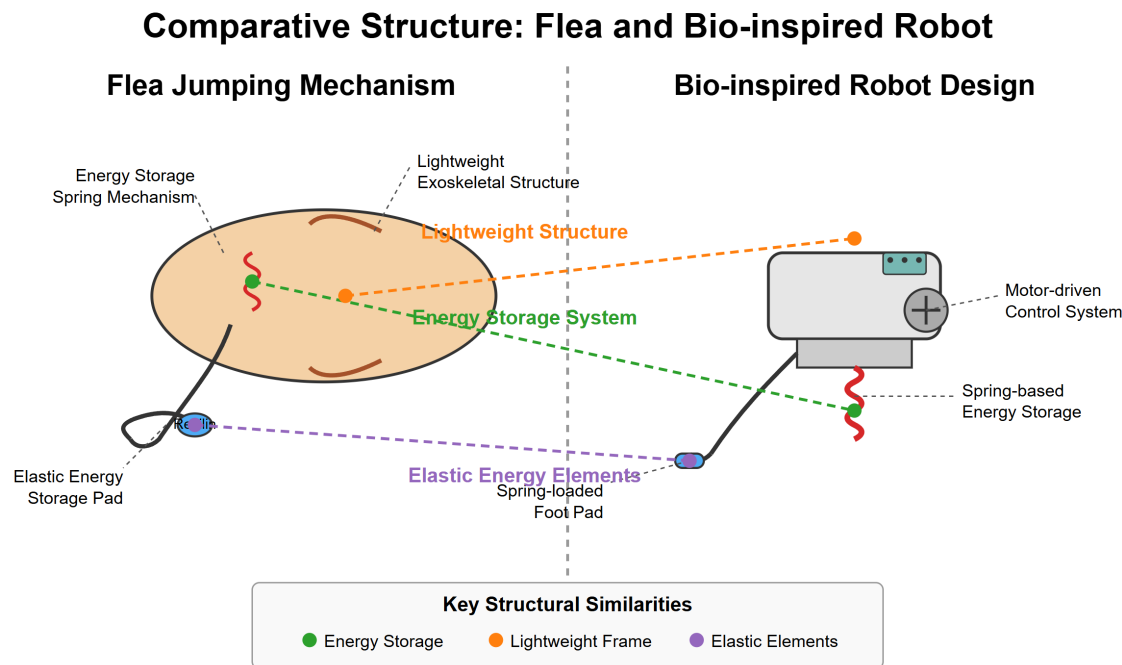 Comparative Structure: Flea and Bio-inspired Robot
Flea Jumping Mechanism
Bio-inspired Robot Design
Energy Storage
Spring Mechanism
Lightweight
Exoskeletal Structure
Lightweight Structure
Energy Storage System
Motor-driven
Control System
Spring-based
Energy Storage
Resilin
Elastic Energy
Storage Pad
Elastic Energy Elements
Spring-loaded
Foot Pad
Key Structural Similarities
Energy Storage
Lightweight Frame
Elastic Elements